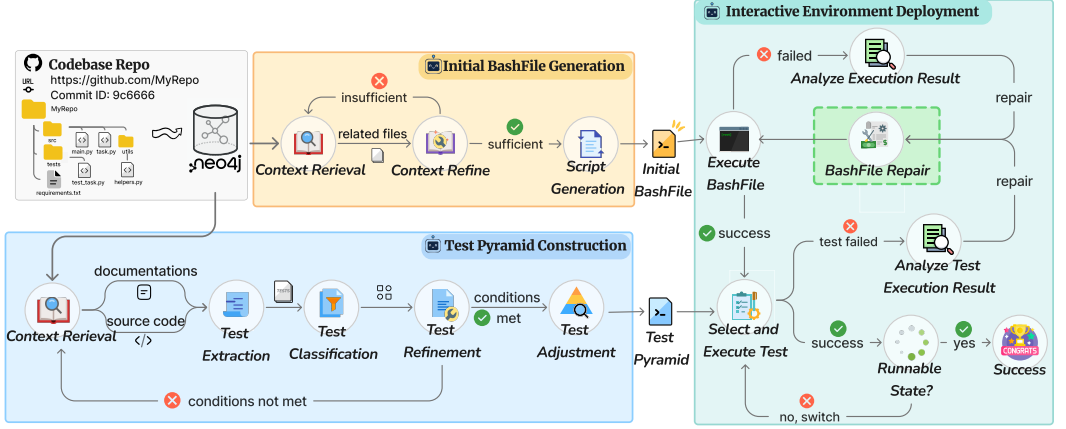 Codebase Repo
URL
https://github.com/MyRepo
Commit ID: 9c6666
MyRepo
src
main.py
task.py
utils
tests
test_task.py
helpers.py
requirements.txt
.neo4j
Initial BashFile Generation
insufficient
related files
sufficient
Context Rerieval
Context Refine
Script
Generation
Initial
BashFile
Test Pyramid Construction
documentations
source code
</>
Context Rerieval
TESTS
Test
Extraction
Test
Classification
Test
Refinement
conditions
met
Test
Adjustment
conditions not met
Test
Pyramid
Interactive Environment Deployment
failed
Analyze Execution Result
repair
Execute
BashFile
BashFile Repair
repair
success
test failed
Analyze Test
Execution Result
Select and
Execute Test
success
Runnable
State?
yes
CONGRATS
Success
no, switch